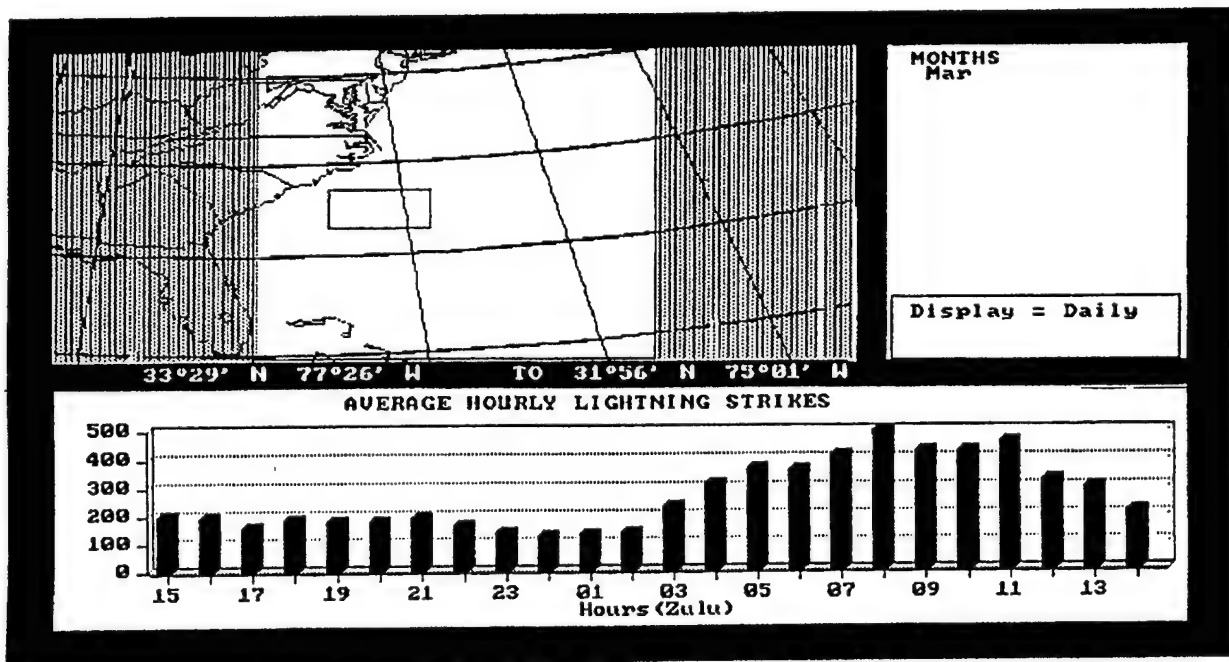 MONTHS
Mar
Display = Daily
33°29' N 77°26' W TO 31°56' N 75°01' W
AVERAGE HOURLY LIGHTNING STRIKES
500
400
300
200
100
0
15 17 19 21 23 01 03 05 07 09 11 13
Hours(Zulu)